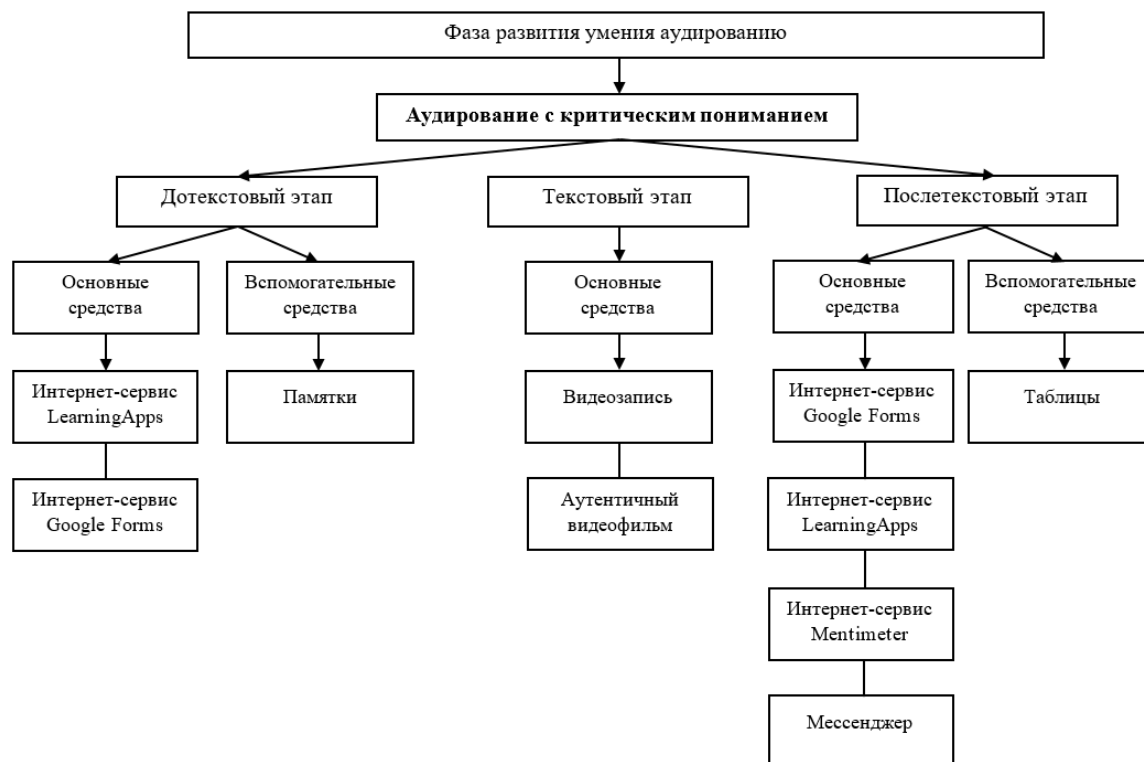 Фаза развития умения аудированию
Аудирование с критическим пониманием
Дотекстовый этап
Текстовый этап
Послетекстовый этап
Основные
средства
Вспомогательные
средства
Основные
средства
Основные
средства
Вспомогательные
средства
Интернет-сервис
LearningApps
Памятки
Видеозапись
Интернет-сервис
Google Forms
Таблицы
Интернет-сервис
Google Forms
Аутентичный
видеофильм
Интернет-сервис
LearningApps
Интернет-сервис
Mentimeter
Мессенджер